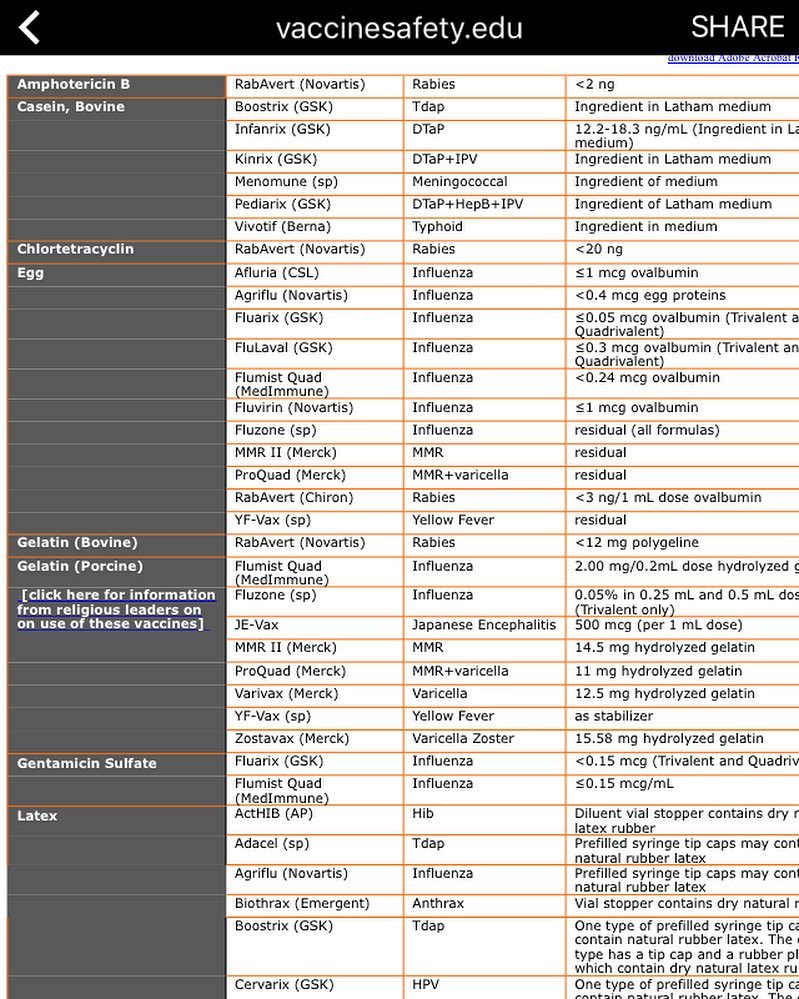 vaccinesafety.edu SHARE
download Adobe Acrobat
Amphotericin B RabAvert (Novartis) Rabies <2 ng
Casein, Bovine Boostrix (GSK) Tdap Ingredient in Latham medium
Infanrix (GSK) DTaP 12.2-18.3 ng/mL (Ingredient in La
medium)
Kinrix (GSK) DTaP+IPV Ingredient in Latham medium
Menomune (sp) Meningococcal Ingredient of medium
Pediarix (GSK) DTaP+HepB+IPV Ingredient of Latham medium
Vivotif (Berna) Typhoid Ingredient in medium
Chlortetracyclin RabAvert (Novartis) Rabies <20 ng
Egg Afluria (CSL) Influenza ≤1 mcg ovalbumin
Agriflu (Novartis) Influenza <0.4 mcg egg proteins
Fluarix (GSK) Influenza ≤0.05 mcg ovalbumin (Trivalent a
Quadrivalent)
FluLaval (GSK) Influenza ≤0.3 mcg ovalbumin (Trivalent an
Quadrivalent)
Flumist Quad Influenza <0.24 mcg ovalbumin
(MedImmune)
Fluvirin (Novartis) Influenza ≤1 mcg ovalbumin
Fluzone (sp) Influenza residual (all formulas)
MMR II (Merck) MMR residual
ProQuad (Merck) MMR+varicella residual
RabAvert (Chiron) Rabies <3 ng/1 mL dose ovalbumin
YF-Vax (sp) Yellow Fever residual
Gelatin (Bovine) RabAvert (Novartis) Rabies <12 mg polygeline
Gelatin (Porcine) Flumist Quad Influenza 2.00 mg/0.2mL dose hydrolyzed g
(MedImmune)
[click here for information Fluzone (sp) Influenza 0.05% in 0.25 mL and 0.5 mL dos
from religious leaders on (Trivalent only)
on use of these vaccines] JE-Vax Japanese Encephalitis 500 mcg (per 1 mL dose)
MMR II (Merck) MMR 14.5 mg hydrolyzed gelatin
ProQuad (Merck) MMR+varicella 11 mg hydrolyzed gelatin
Varivax (Merck) Varicella 12.5 mg hydrolyzed gelatin
YF-Vax (sp) Yellow Fever as stabilizer
Zostavax (Merck) Varicella Zoster 15.58 mg hydrolyzed gelatin
Gentamicin Sulfate Fluarix (GSK) Influenza <0.15 mcg (Trivalent and Quadriv
Flumist Quad Influenza ≤0.15 mcg/mL
(MedImmune)
Latex ActHIB (AP) Hib Diluent vial stopper contains dry n
latex rubber
Adacel (sp) Tdap Prefilled syringe tip caps may cont
natural rubber latex
Agriflu (Novartis) Influenza Prefilled syringe tip caps may cont
natural rubber latex
Biothrax (Emergent) Anthrax Vial stopper contains dry natural r
Boostrix (GSK) Tdap One type of prefilled syringe tip ca
contain natural rubber latex. The
type has a tip cap and a rubber pl
which contain dry natural latex ru
Cervarix (GSK) HPV One type of prefilled syringe tip ca
contain natural rubber latex. The